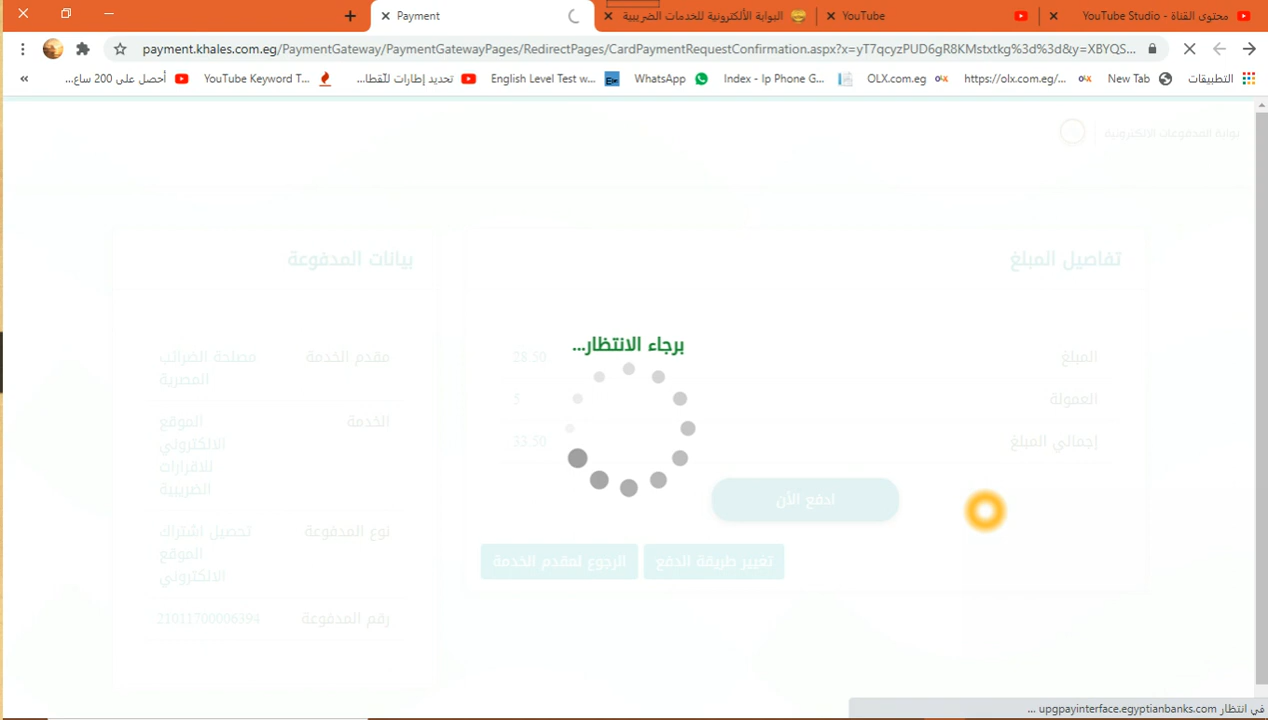 Payment
البوابة الألكترونية للخدمات الضريبية
YouTube
محتوى القناة - YouTube Studio
payment.khales.com.eg/PaymentGateway/PaymentGatewayPages/RedirectPages/CardPaymentRequestConfirmation.aspx?x=yT7qcyzPUD6gR8KMstxtkg%3d%3d&y=XBYQS...
التطبيقات
New Tab
https://olx.com.eg/...
OLX.com.eg
Index - Ip Phone G...
WhatsApp
English Level Test w...
تحديد إطارات للّقطا...
YouTube Keyword T...
أحصل على 200 ساع...
بوابة المدفوعات الالكترونية
تفاصيل المبلغ
المبلغ 28.50
العمولة 5
إجمالي المبلغ 33.50
برجاء الانتظار...
ادفع الأن
تغيير طريقة الدفع
الرجوع لمقدم الخدمة
بيانات المدفوعة
مقدم الخدمة مصلحة الضرائب
المصرية
الخدمة الموقع
الالكتروني
للاقرارات
الضريبية
نوع المدفوعة تحصيل اشتراك
الموقع
الالكتروني
رقم المدفوعة 21011700006394
في انتظار upgpayinterface.egyptianbanks.com ...